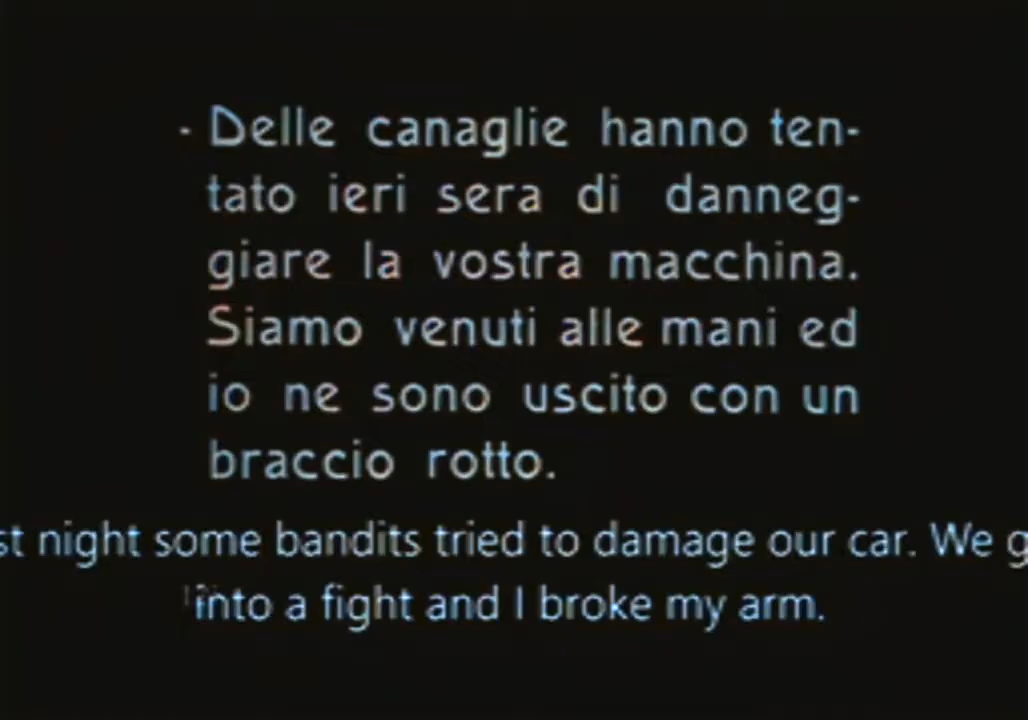 - Delle canaglie hanno ten-
tato ieri sera di danneg-
giare la vostra macchina.
Siamo venuti alle mani ed
io ne sono uscito con un
braccio rotto.
st night some bandits tried to damage our car. We g
into a fight and I broke my arm.